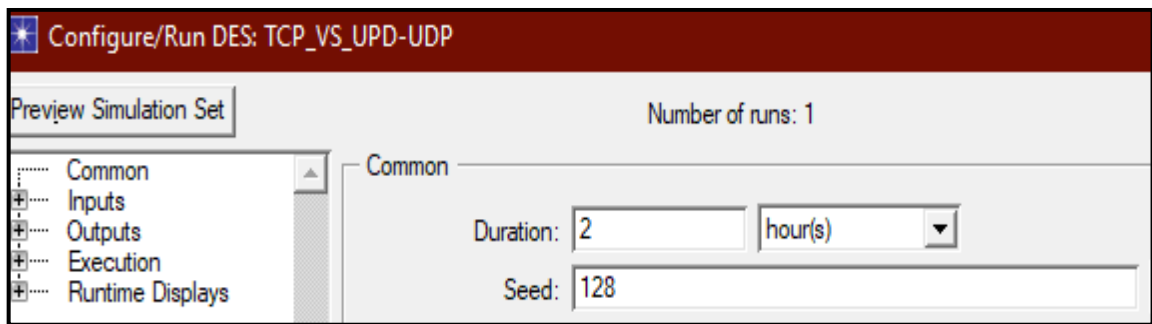 Configure/Run DES: TCP_VS_UPD-UDP
Preview Simulation Set
Number of runs: 1
Common
Inputs
Outputs
Execution
Runtime Displays
Common
Duration: 2 hour(s)
Seed: 128